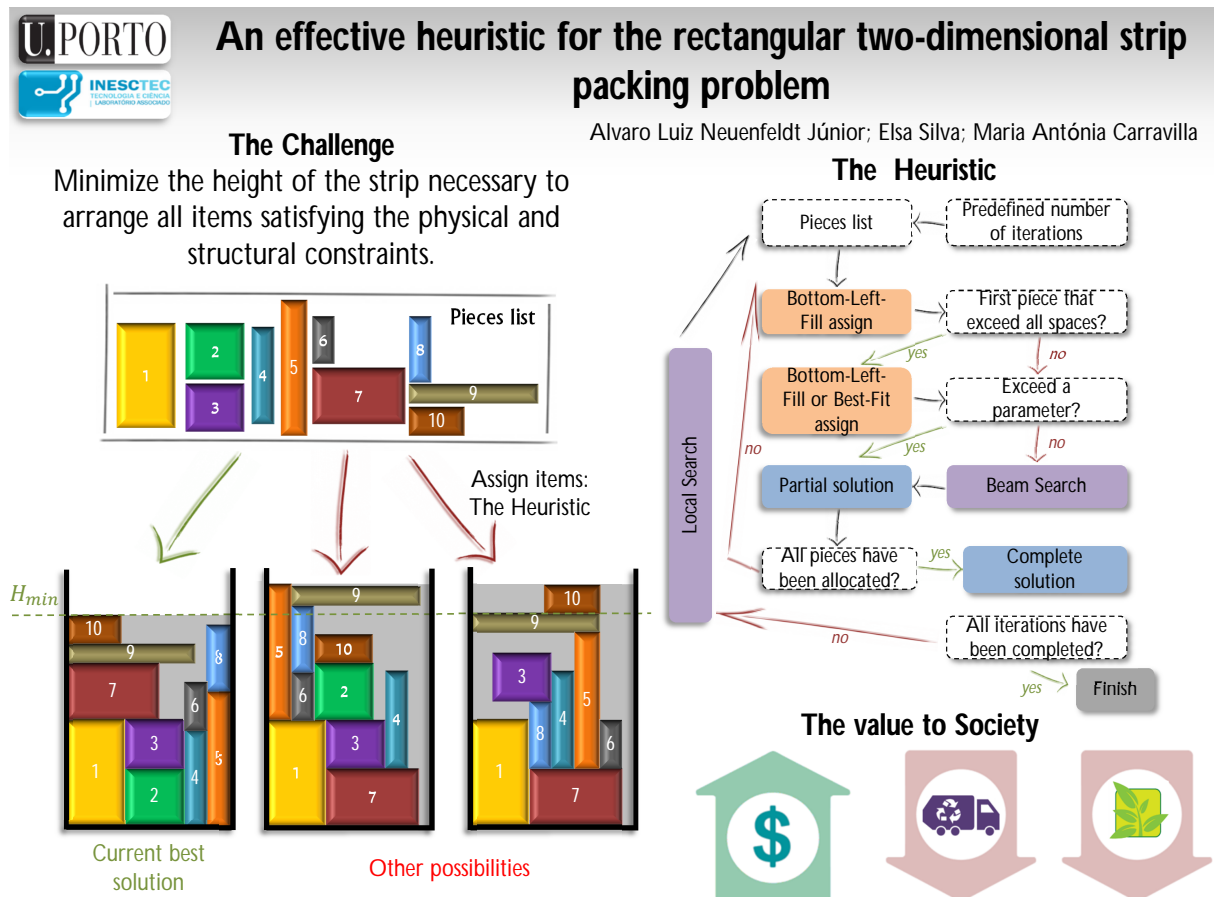 U.PORTO
INESCTEC
TECNOLOGIA E CIÊNCIA
LABORATÓRIO ASSOCIADO
An effective heuristic for the rectangular two-dimensional strip
packing problem
Alvaro Luiz Neuenfeldt Júnior; Elsa Silva; Maria Antónia Carravilla
The Challenge
Minimize the height of the strip necessary to
arrange all items satisfying the physical and
structural constraints.
Pieces list
1
2
3
4
5
6
7
8
9
10
Assign items:
The Heuristic
H_min
10
9
8
7
6
3
1
2
4
5
9
5
8
10
6
2
4
1
3
7
10
9
3
5
8
4
6
1
7
Current best
solution
Other possibilities
The Heuristic
Pieces list
Predefined number
of iterations
Bottom-Left-
Fill assign
First piece that
exceed all spaces?
yes
no
Bottom-Left-
Fill or Best-Fit
assign
Exceed a
parameter?
yes
no
no
Local Search
Partial solution
Beam Search
All pieces have
been allocated?
yes
Complete
solution
no
All iterations have
been completed?
yes
Finish
The value to Society
$